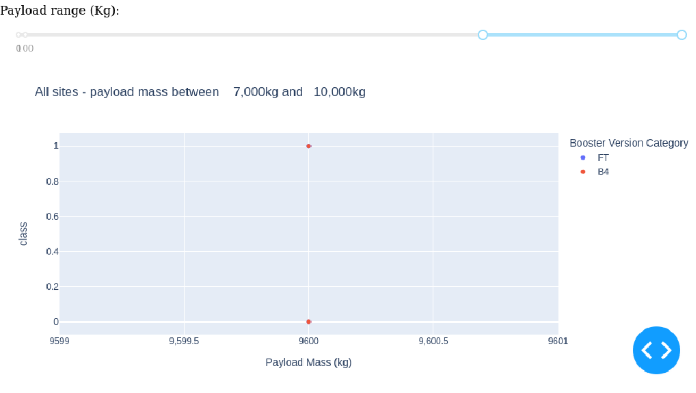 Payload range (Kg):
0 100
All sites - payload mass between 7,000kg and 10,000kg
Booster Version Category
FT
B4
class
1
0.8
0.6
0.4
0.2
0
9599
9,599.5
9600
9,600.5
9601
Payload Mass (kg)